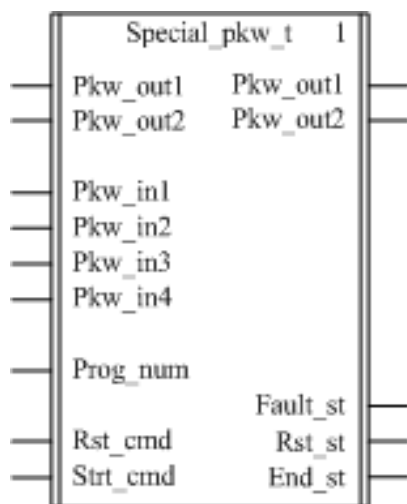 Special_pkw_t 1
Pkw_out1 Pkw_out1
Pkw_out2 Pkw_out2
Pkw_in1
Pkw_in2
Pkw_in3
Pkw_in4
Prog_num
Fault_st
Rst_cmd Rst_st
Strt_cmd End_st